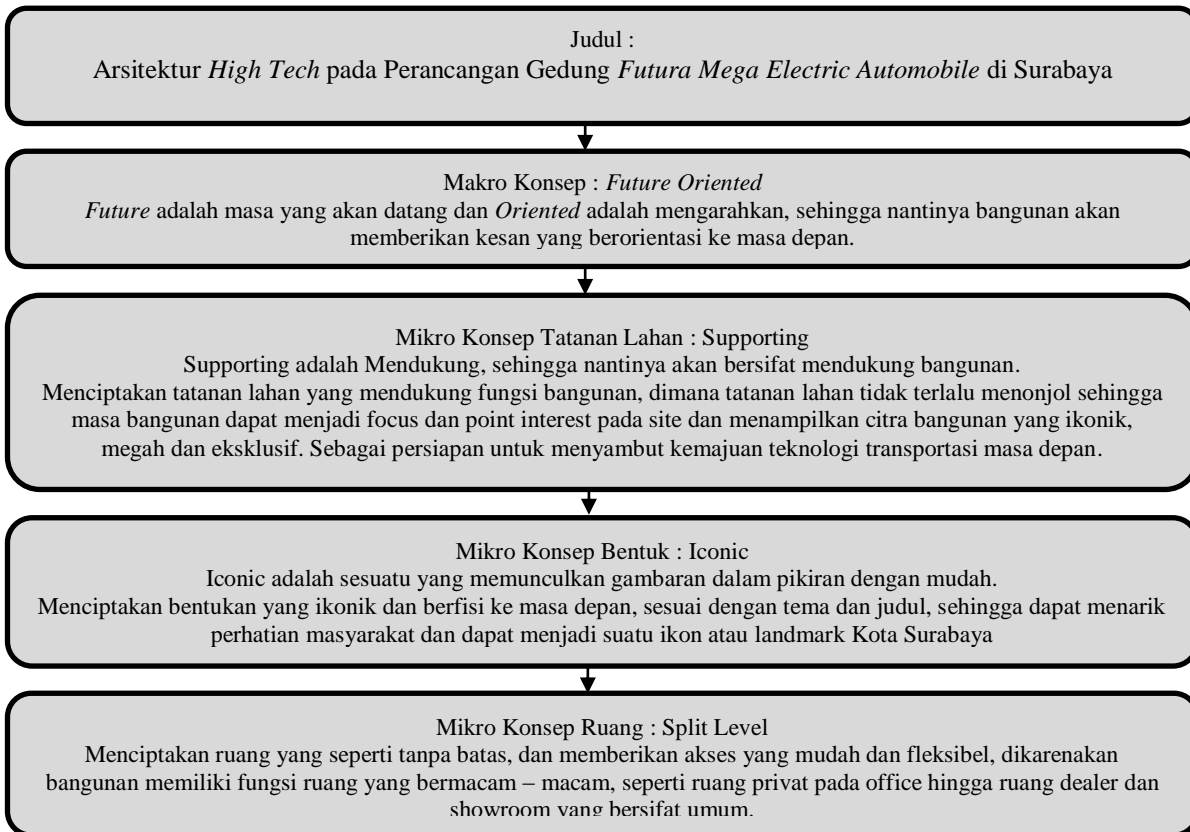 Judul :
Arsitektur High Tech pada Perancangan Gedung Futura Mega Electric Automobile di Surabaya
Makro Konsep : Future Oriented
Future adalah masa yang akan datang dan Oriented adalah mengarahkan, sehingga nantinya bangunan akan
memberikan kesan yang berorientasi ke masa depan.
Mikro Konsep Tatanan Lahan : Supporting
Supporting adalah Mendukung, sehingga nantinya akan bersifat mendukung bangunan.
Menciptakan tatanan lahan yang mendukung fungsi bangunan, dimana tatanan lahan tidak terlalu menonjol sehingga
masa bangunan dapat menjadi focus dan point interest pada site dan menampilkan citra bangunan yang ikonik,
megah dan eksklusif. Sebagai persiapan untuk menyambut kemajuan teknologi transportasi masa depan.
Mikro Konsep Bentuk : Iconic
Iconic adalah sesuatu yang memunculkan gambaran dalam pikiran dengan mudah.
Menciptakan bentukan yang ikonik dan berfisi ke masa depan, sesuai dengan tema dan judul, sehingga dapat menarik
perhatian masyarakat dan dapat menjadi suatu ikon atau landmark Kota Surabaya
Mikro Konsep Ruang : Split Level
Menciptakan ruang yang seperti tanpa batas, dan memberikan akses yang mudah dan fleksibel, dikarenakan
bangunan memiliki fungsi ruang yang bermacam – macam, seperti ruang privat pada office hingga ruang dealer dan
showroom yang bersifat umum.